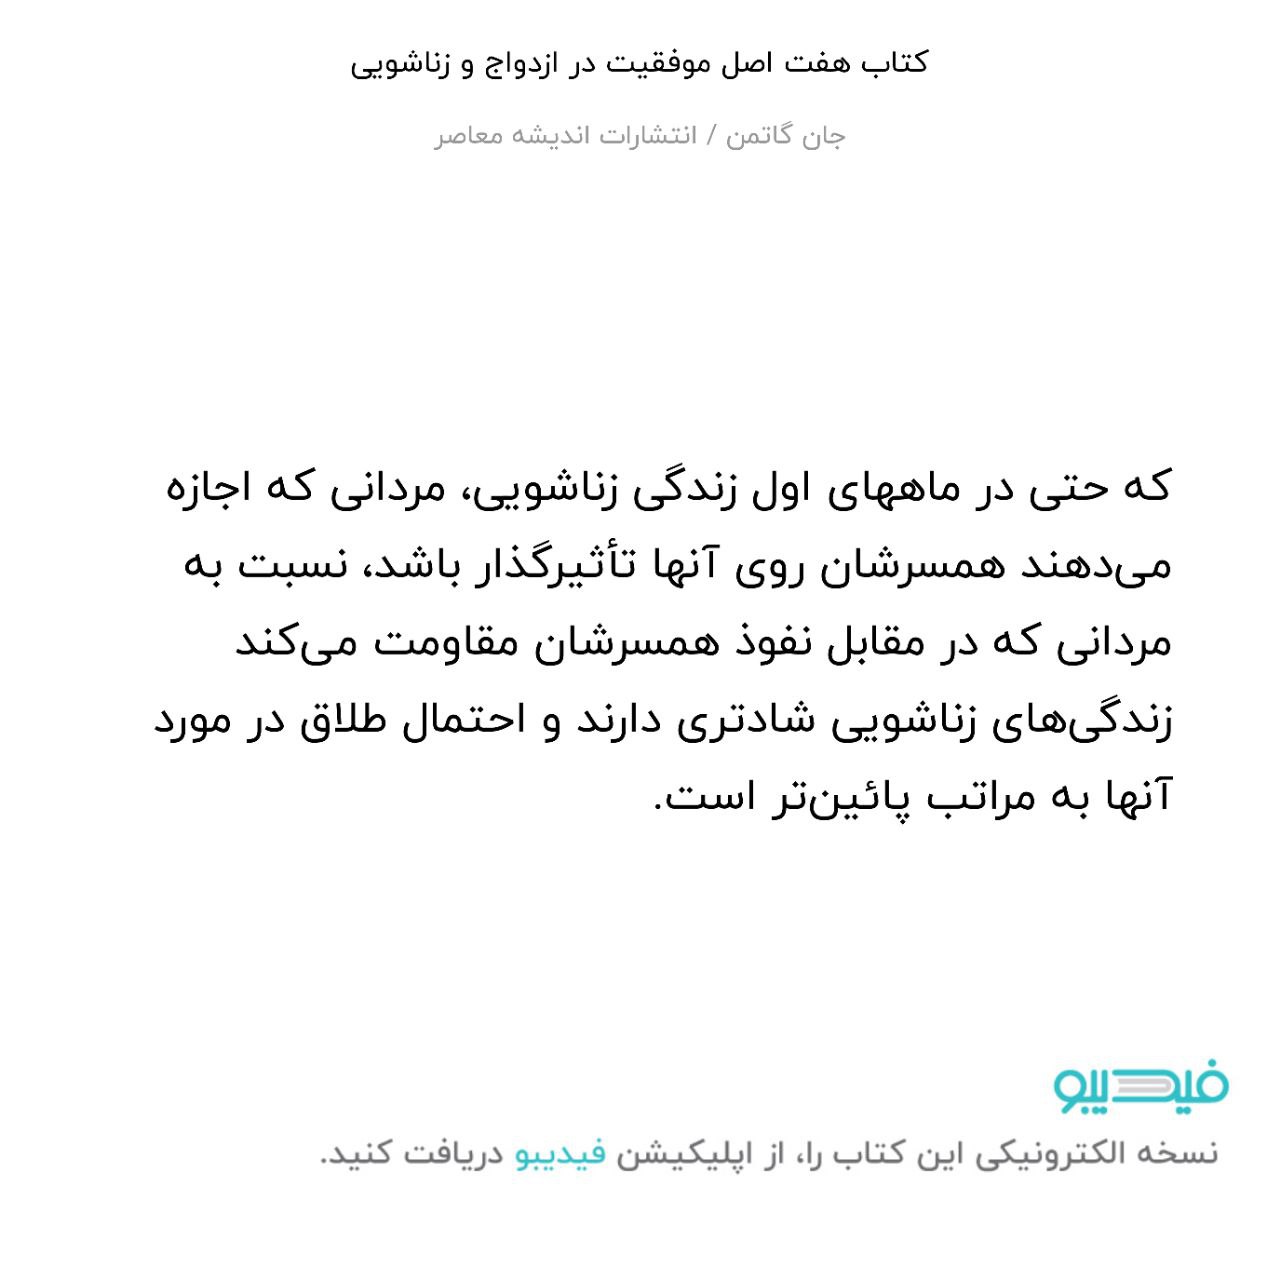 کتاب هفت اصل موفقیت در ازدواج و زناشویی
جان گاتمن / انتشارات اندیشه معاصر
که حتی در ماههای اول زندگی زناشویی، مردانی که اجازه
می‌دهند همسرشان روی آنها تأثیرگذار باشد، نسبت به
مردانی که در مقابل نفوذ همسرشان مقاومت می‌کند
زندگی‌های زناشویی شادتری دارند و احتمال طلاق در مورد
آنها به مراتب پائین‌تر است.
فیدیبو
نسخه الکترونیکی این کتاب را، از اپلیکیشن فیدیبو دریافت کنید.